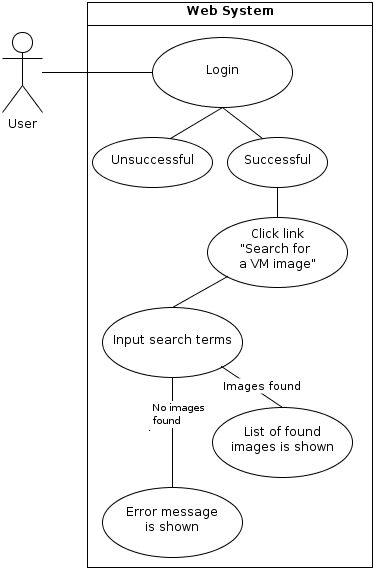 Web System
Login
User
Unsuccessful
Successful
Click link
"Search for
a VM image"
Input search terms
Images found
No images
found
List of found
images is shown
Error message
is shown